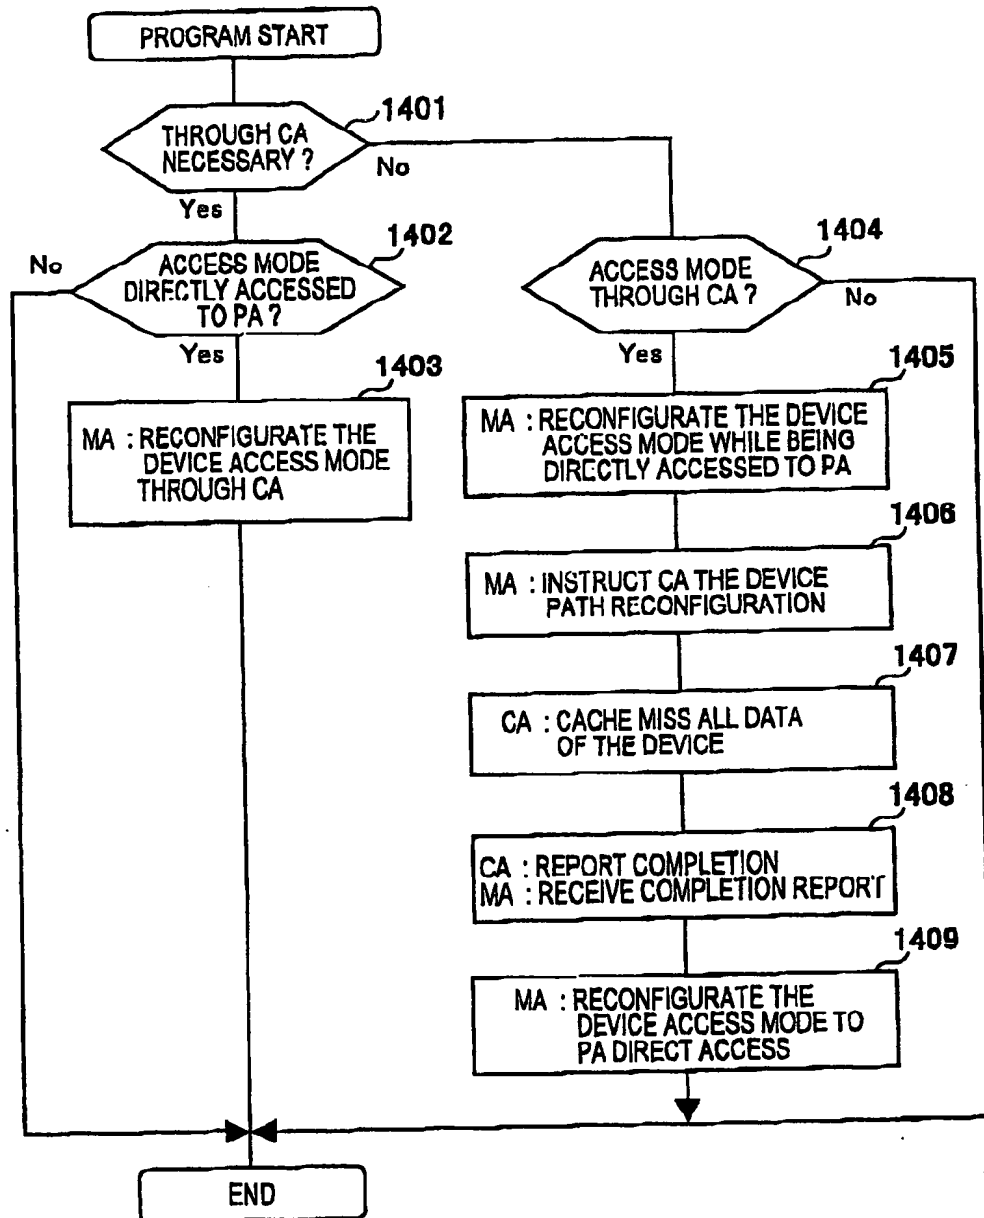 PROGRAM START
1401
THROUGH CA
NECESSARY ?
No
Yes
1402
No
ACCESS MODE
DIRECTLY ACCESSED
TO PA ?
Yes
1403
MA : RECONFIGURATE THE
DEVICE ACCESS MODE
THROUGH CA
1404
ACCESS MODE
THROUGH CA ?
No
Yes
1405
MA : RECONFIGURATE THE DEVICE
ACCESS MODE WHILE BEING
DIRECTLY ACCESSED TO PA
1406
MA : INSTRUCT CA THE DEVICE
PATH RECONFIGURATION
1407
CA : CACHE MISS ALL DATA
OF THE DEVICE
1408
CA : REPORT COMPLETION
MA : RECEIVE COMPLETION REPORT
1409
MA : RECONFIGURATE THE
DEVICE ACCESS MODE TO
PA DIRECT ACCESS
END